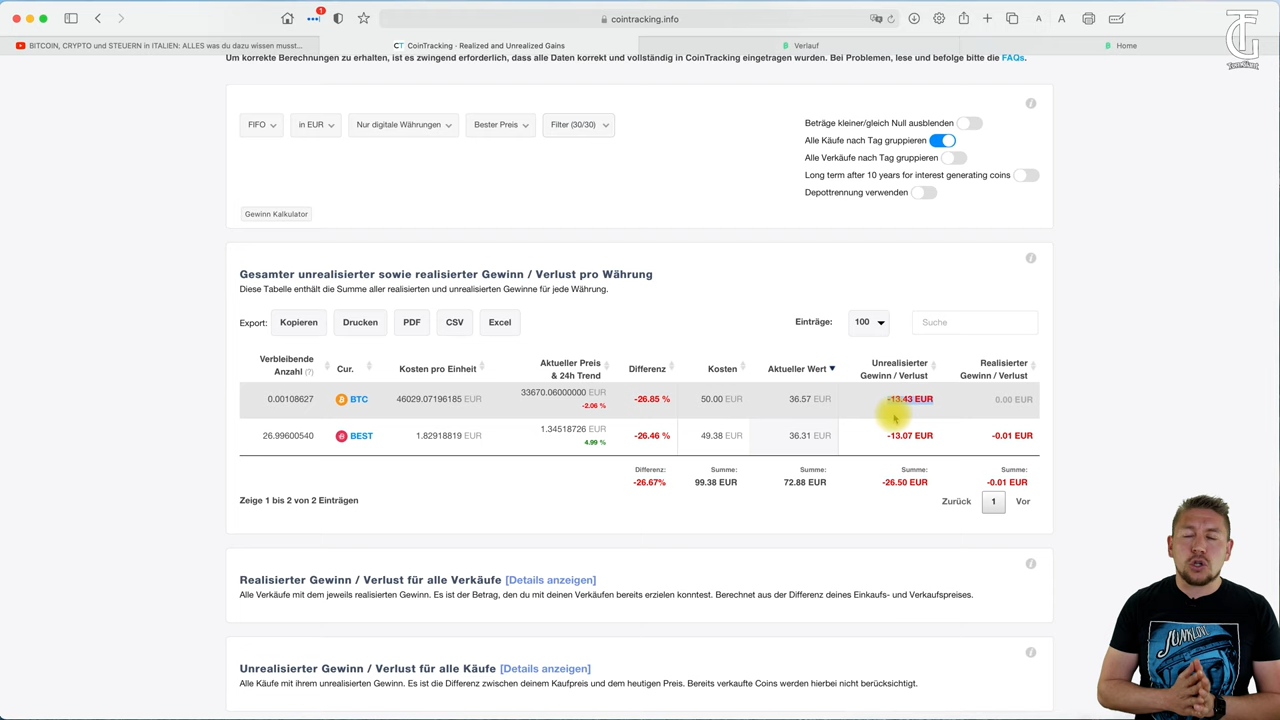 1
cointracking.info
A A
BITCOIN, CRYPTO und STEUERN in ITALIEN: ALLES was du dazu wissen musst...
CT CoinTracking · Realized and Unrealized Gains
Verlauf
Home
TG
Um korrekte Berechnungen zu erhalten, ist es zwingend erforderlich, dass alle Daten korrekt und vollständig in CoinTracking eingetragen wurden. Bei Problemen, lese und befolge bitte die FAQs.
FIFO in EUR Nur digitale Währungen Bester Preis Filter (30/30)
Beträge kleiner/gleich Null ausblenden
Alle Käufe nach Tag gruppieren
Alle Verkäufe nach Tag gruppieren
Long term after 10 years for interest generating coins
Depottrennung verwenden
Gewinn Kalkulator
Gesamter unrealisierter sowie realisierter Gewinn / Verlust pro Währung
Diese Tabelle enthält die Summe aller realisierten und unrealisierten Gewinne für jede Währung.
Export: Kopieren Drucken PDF CSV Excel Einträge: 100 Suche
Verbleibende Anzahl (?) Cur. Kosten pro Einheit Aktueller Preis & 24h Trend Differenz Kosten Aktueller Wert Unrealisierter Gewinn / Verlust Realisierter Gewinn / Verlust
0.00108627 BTC 46029.07196185 EUR 33670.06000000 EUR -2.06 % -26.85 % 50.00 EUR 36.57 EUR -13.43 EUR 0.00 EUR
26.99600540 BEST 1.82918819 EUR 1.34518726 EUR 4.99 % -26.46 % 49.38 EUR 36.31 EUR -13.07 EUR -0.01 EUR
Differenz: Summe: Summe: Summe: Summe:
-26.67% 99.38 EUR 72.88 EUR -26.50 EUR -0.01 EUR
Zeige 1 bis 2 von 2 Einträgen Zurück 1 Vor
Realisierter Gewinn / Verlust für alle Verkäufe [Details anzeigen]
Alle Verkäufe mit dem jeweils realisierten Gewinn. Es ist der Betrag, den du mit deinen Verkäufen bereits erzielen konntest. Berechnet aus der Differenz deines Einkaufs- und Verkaufspreises.
Unrealisierter Gewinn / Verlust für alle Käufe [Details anzeigen]
Alle Käufe mit ihrem unrealisierten Gewinn. Es ist die Differenz zwischen deinem Kaufpreis und dem heutigen Preis. Bereits verkaufte Coins werden hierbei nicht berücksichtigt.